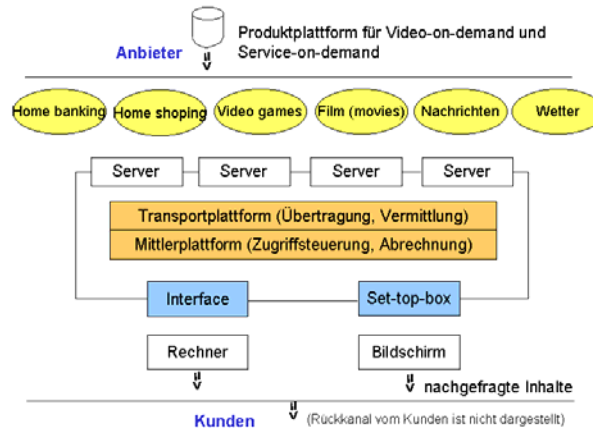 Produktplattform für Video-on-demand und
Anbieter
Service-on-demand
Home banking
Home shoping
Video games
Film (movies)
Nachrichten
Wetter
Server
Server
Server
Server
Transportplattform (Übertragung, Vermittlung)
Mittlerplattform (Zugriffsteuerung, Abrechnung)
Interface
Set-top-box
Rechner
Bildschirm
nachgefragte Inhalte
Kunden
(Rückkanal vom Kunden ist nicht dargestellt)